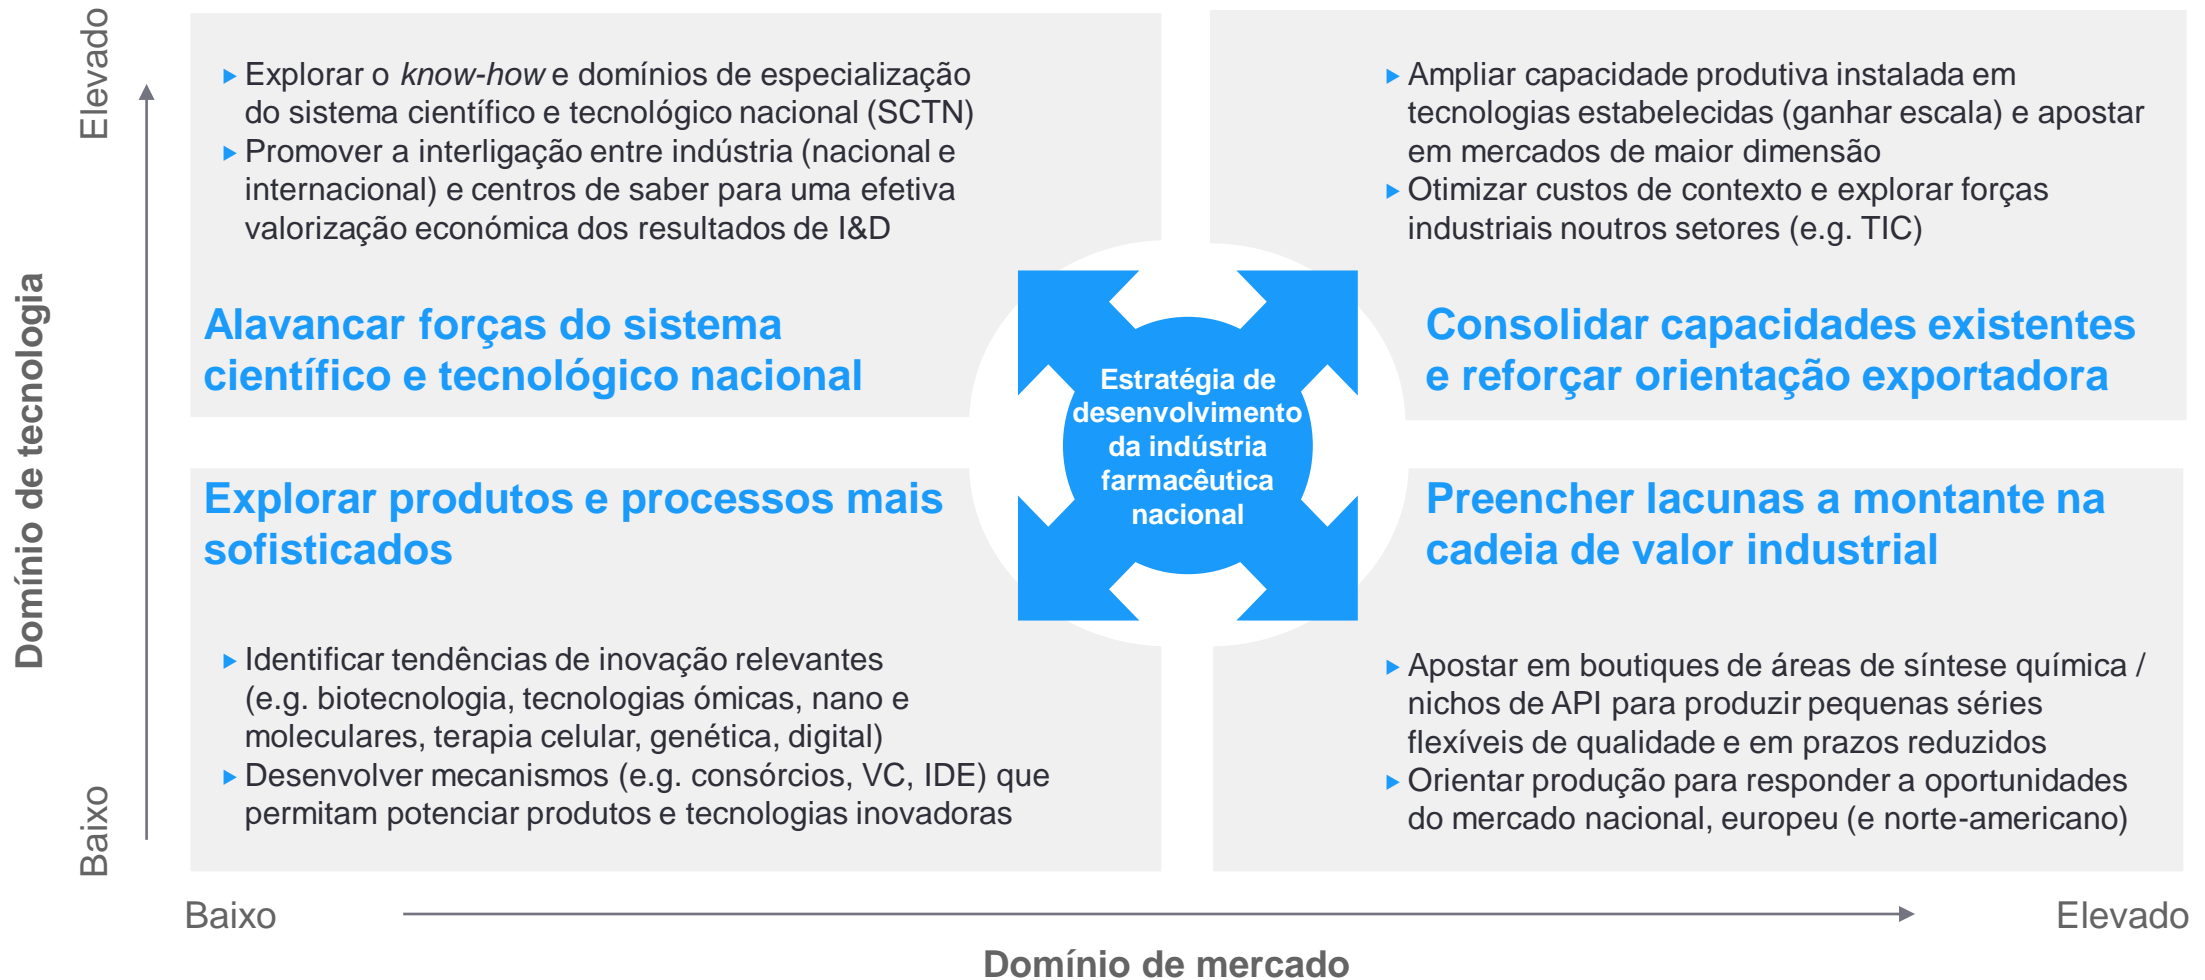 Domínio de tecnologia
Elevado
Baixo
Explorar o know-how e domínios de especialização
do sistema científico e tecnológico nacional (SCTN)
Promover a interligação entre indústria (nacional e
internacional) e centros de saber para uma efetiva
valorização económica dos resultados de I&D
Alavancar forças do sistema
científico e tecnológico nacional
Ampliar capacidade produtiva instalada em
tecnologias estabelecidas (ganhar escala) e apostar
em mercados de maior dimensão
Otimizar custos de contexto e explorar forças
industriais noutros setores (e.g. TIC)
Consolidar capacidades existentes
e reforçar orientação exportadora
Estratégia de
desenvolvimento
da indústria
farmacêutica
nacional
Explorar produtos e processos mais
sofisticados
Identificar tendências de inovação relevantes
(e.g. biotecnologia, tecnologias ómicas, nano e
moleculares, terapia celular, genética, digital)
Desenvolver mecanismos (e.g. consórcios, VC, IDE) que
permitam potenciar produtos e tecnologias inovadoras
Preencher lacunas a montante na
cadeia de valor industrial
Apostar em boutiques de áreas de síntese química /
nichos de API para produzir pequenas séries
flexíveis de qualidade e em prazos reduzidos
Orientar produção para responder a oportunidades
do mercado nacional, europeu (e norte-americano)
Baixo
Elevado
Domínio de mercado